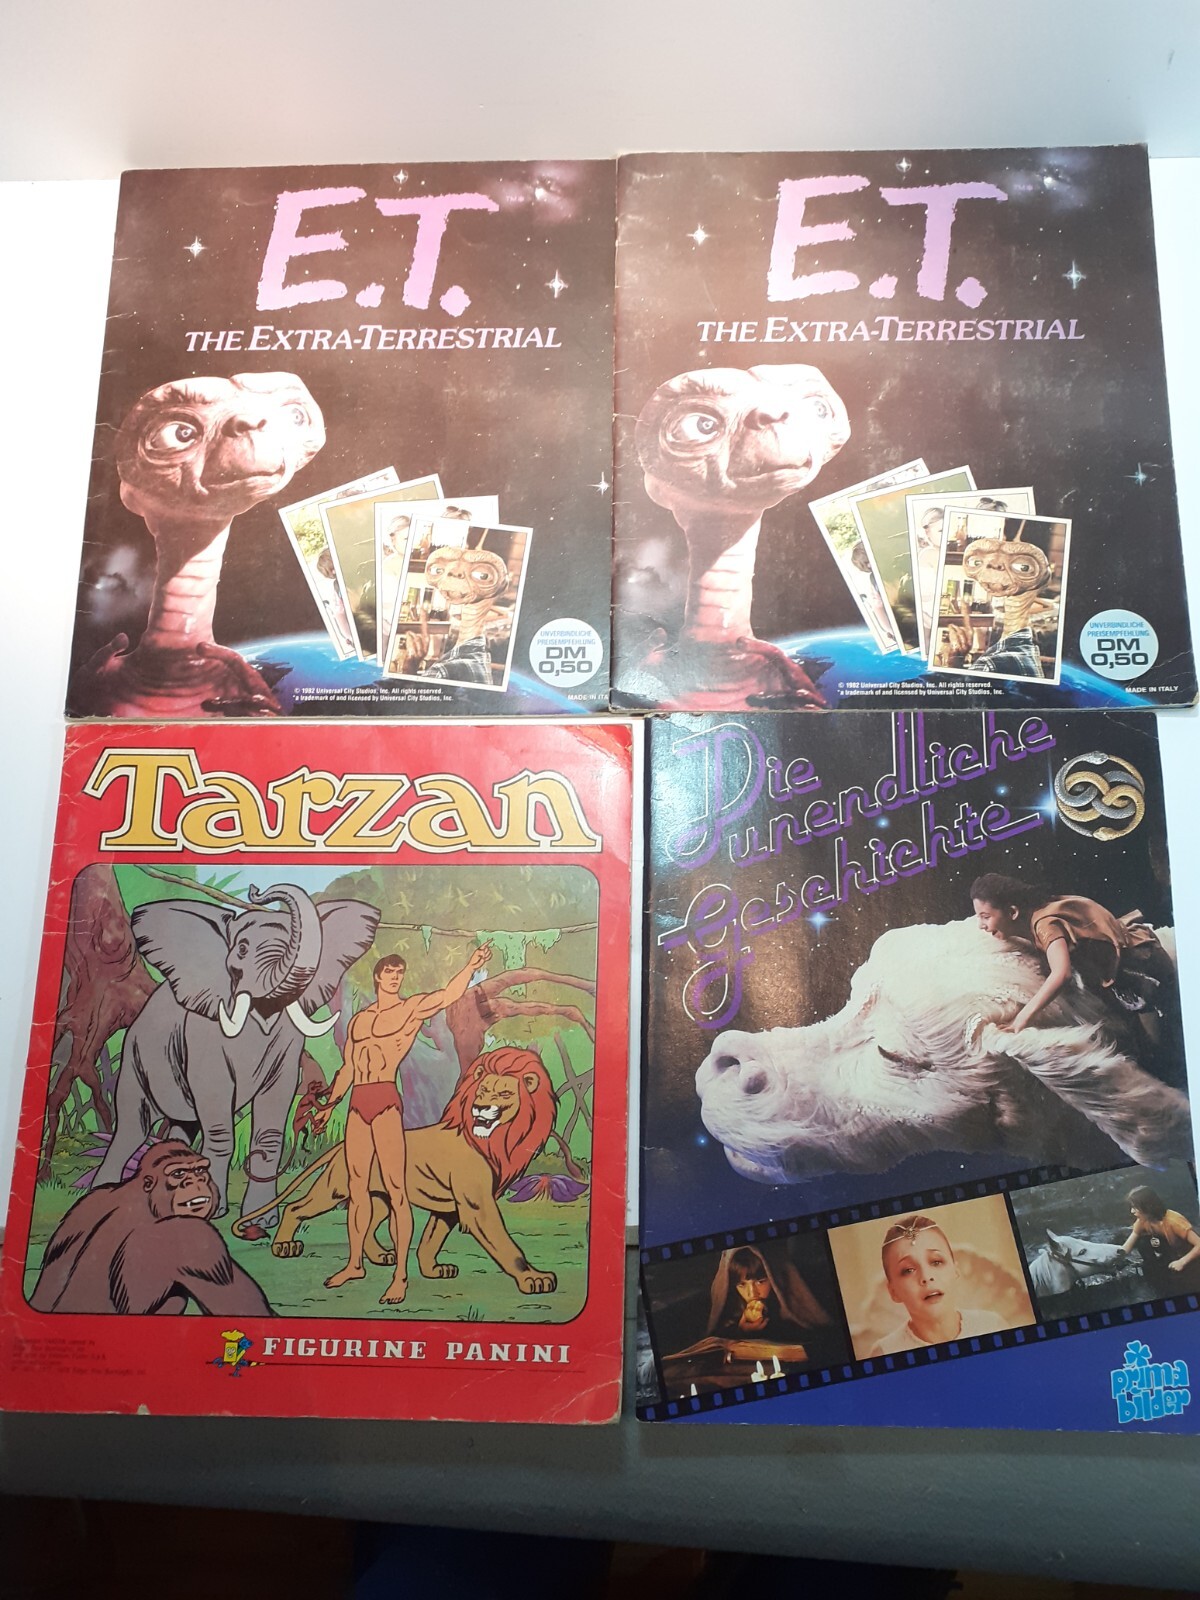 E.T.
THE EXTRA-TERRESTRIAL
UNVERBINDLICHE
PREISEMPFEHLUNG
DM
0,50
© 1982 Universal City Studios, Inc. All rights reserved.
*a trademark of and licensed by Universal City Studios, Inc.
MADE IN ITA
E.T.
THE EXTRA-TERRESTRIAL
UNVERBINDLICHE
PREISEMPFEHLUNG
DM
0,50
© 1982 Universal City Studios, Inc. All rights reserved.
*a trademark of and licensed by Universal City Studios, Inc.
MADE IN ITALY
Tarzan
FIGURINE PANINI
Die
unendliche
Geschichte
prima
bilder